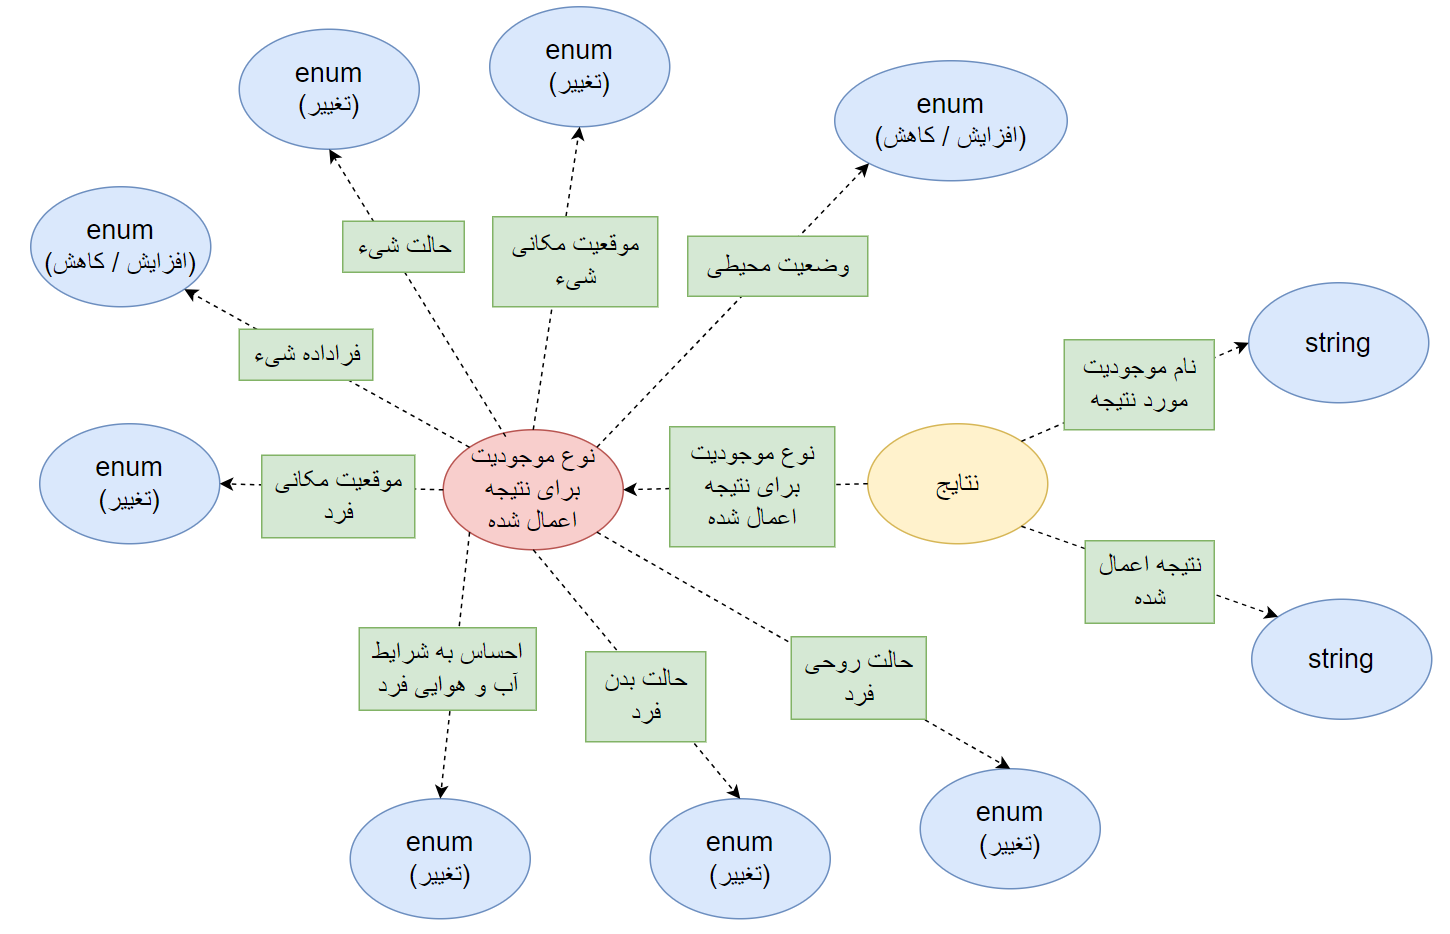 enum
(تغییر)
enum
(تغییر)
enum
(افزایش / کاهش)
enum
(افزایش / کاهش)
حالت شیء
موقعیت مکانی
شیء
وضعیت محیطی
فراداده شیء
string
نام موجودیت
مورد نتیجه
enum
(تغییر)
موقعیت مکانی
فرد
نوع موجودیت
برای نتیجه
اعمال شده
نوع موجودیت
برای نتیجه
اعمال شده
نتایج
نتیجه اعمال
شده
string
احساس به شرایط
آب و هوایی فرد
حالت بدن
فرد
حالت روحی
فرد
enum
(تغییر)
enum
(تغییر)
enum
(تغییر)